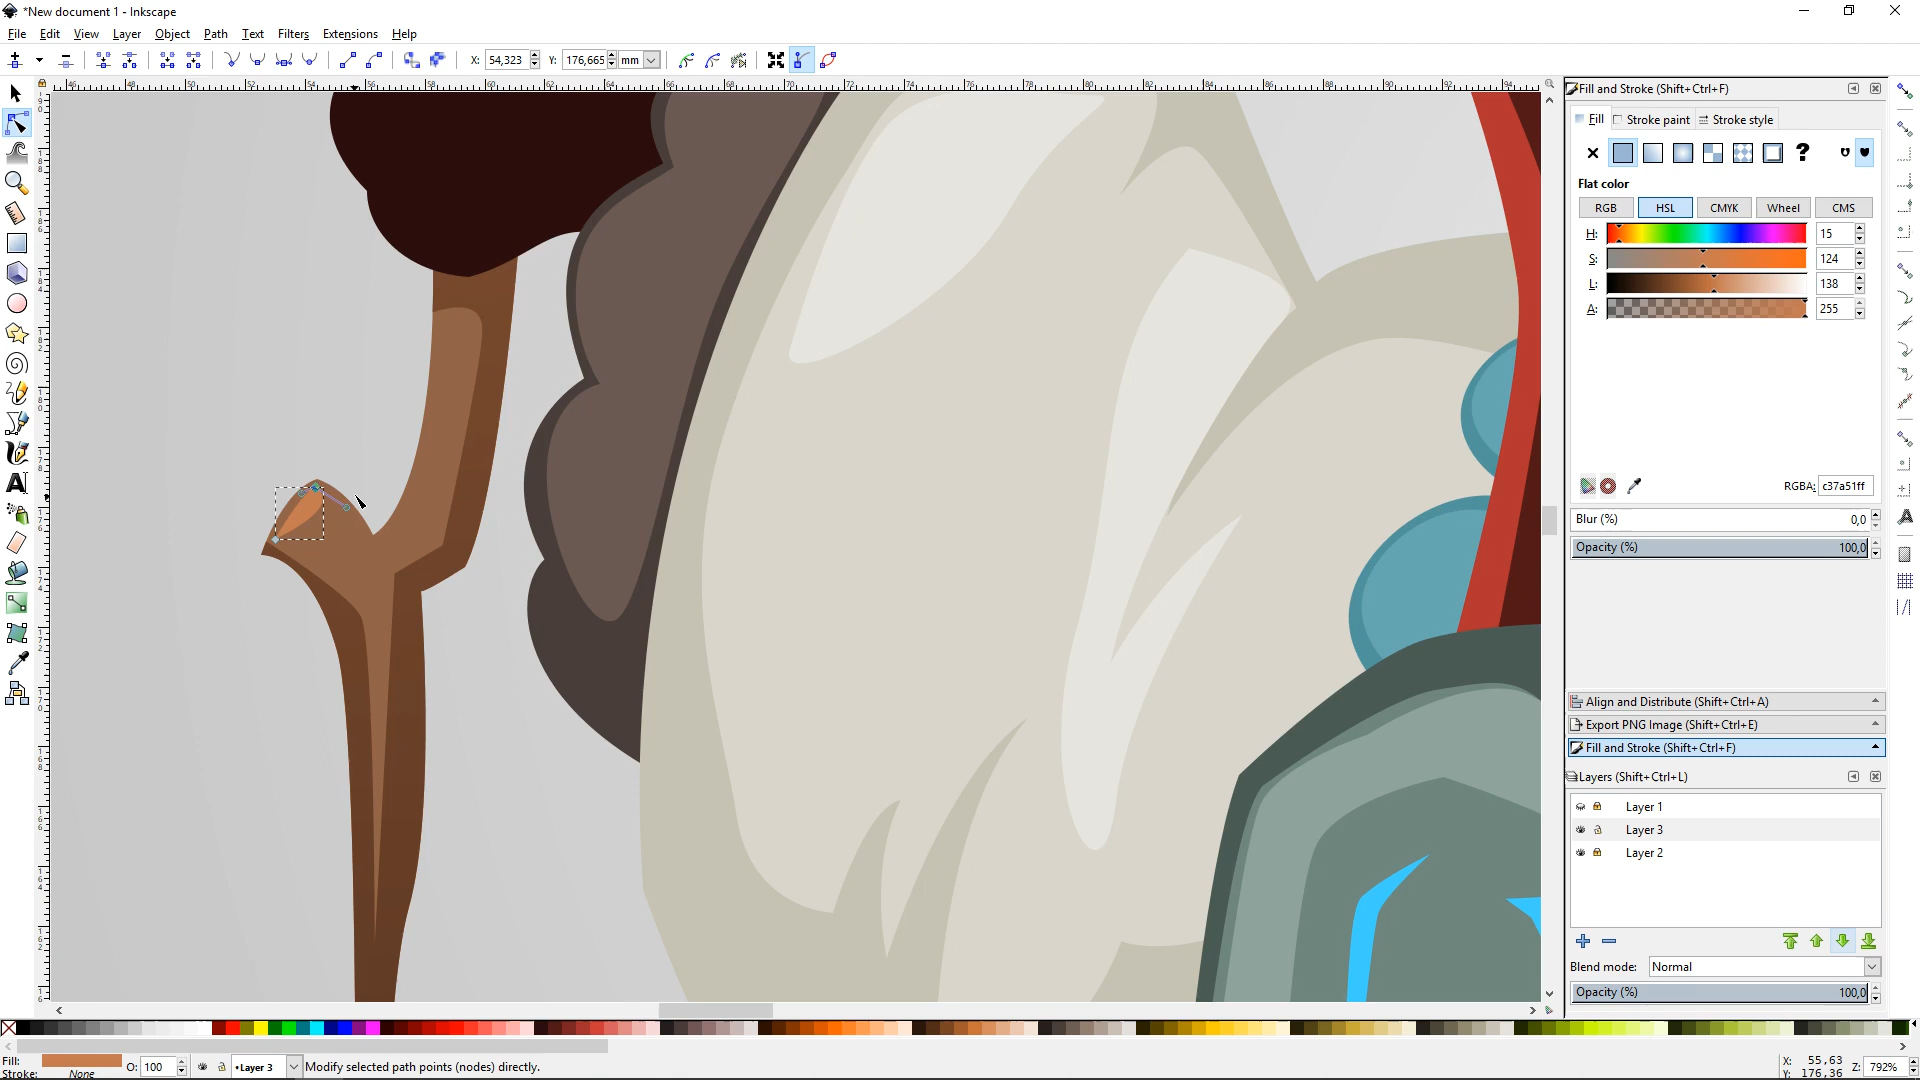 *New document 1 - Inkscape
File Edit View Layer Object Path Text Filters Extensions Help
X: 54,323 Y: 176,665 mm
Fill and Stroke (Shift+Ctrl+F)
Fill Stroke paint Stroke style
Flat color
RGB HSL CMYK Wheel CMS
H: 15
S: 124
L: 138
A: 255
RGBA: c37a51ff
Blur (%) 0,0
Opacity (%) 100,0
Align and Distribute (Shift+Ctrl+A)
Export PNG Image (Shift+Ctrl+E)
Fill and Stroke (Shift+Ctrl+F)
Layers (Shift+Ctrl+L)
Layer 1
Layer 3
Layer 2
Blend mode: Normal
Opacity (%) 100,0
Fill:
Stroke: None
O: 100
•Layer 3
Modify selected path points (nodes) directly.
X: 55,63
Y: 176,36
Z: 792%